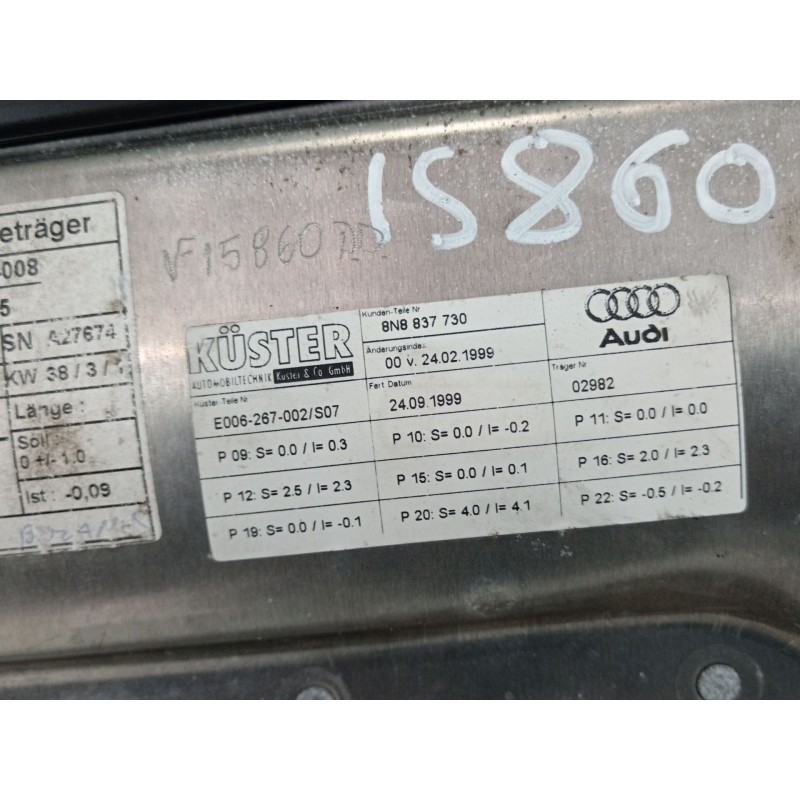 15860
V15860
eträger
-008
5
SN A27674
KW 38/3/
Länge :
Soll
0 +/- 1.0
Ist : -0,09
KÜSTER
AUTOMOBILTECHNIK Küster & Co. GmbH
Kunden-Teile Nr
8N8 837 730
Änderungsindex
00 v. 24.02.1999
Audi
Küster-Teile Nr
E006-267-002/S07
Fert Datum
24.09.1999
Träger Nr
02982
P 09: S= 0.0 / I= 0.3
P 10: S= 0.0 / I= -0.2
P 11: S= 0.0 / I= 0.0
P 12: S= 2.5 / I= 2.3
P 15: S= 0.0 / I= 0.1
P 16: S= 2.0 / I= 2.3
P 19: S= 0.0 / I= -0.1
P 20: S= 4.0 / I= 4.1
P 22: S= -0.5 / I= -0.2